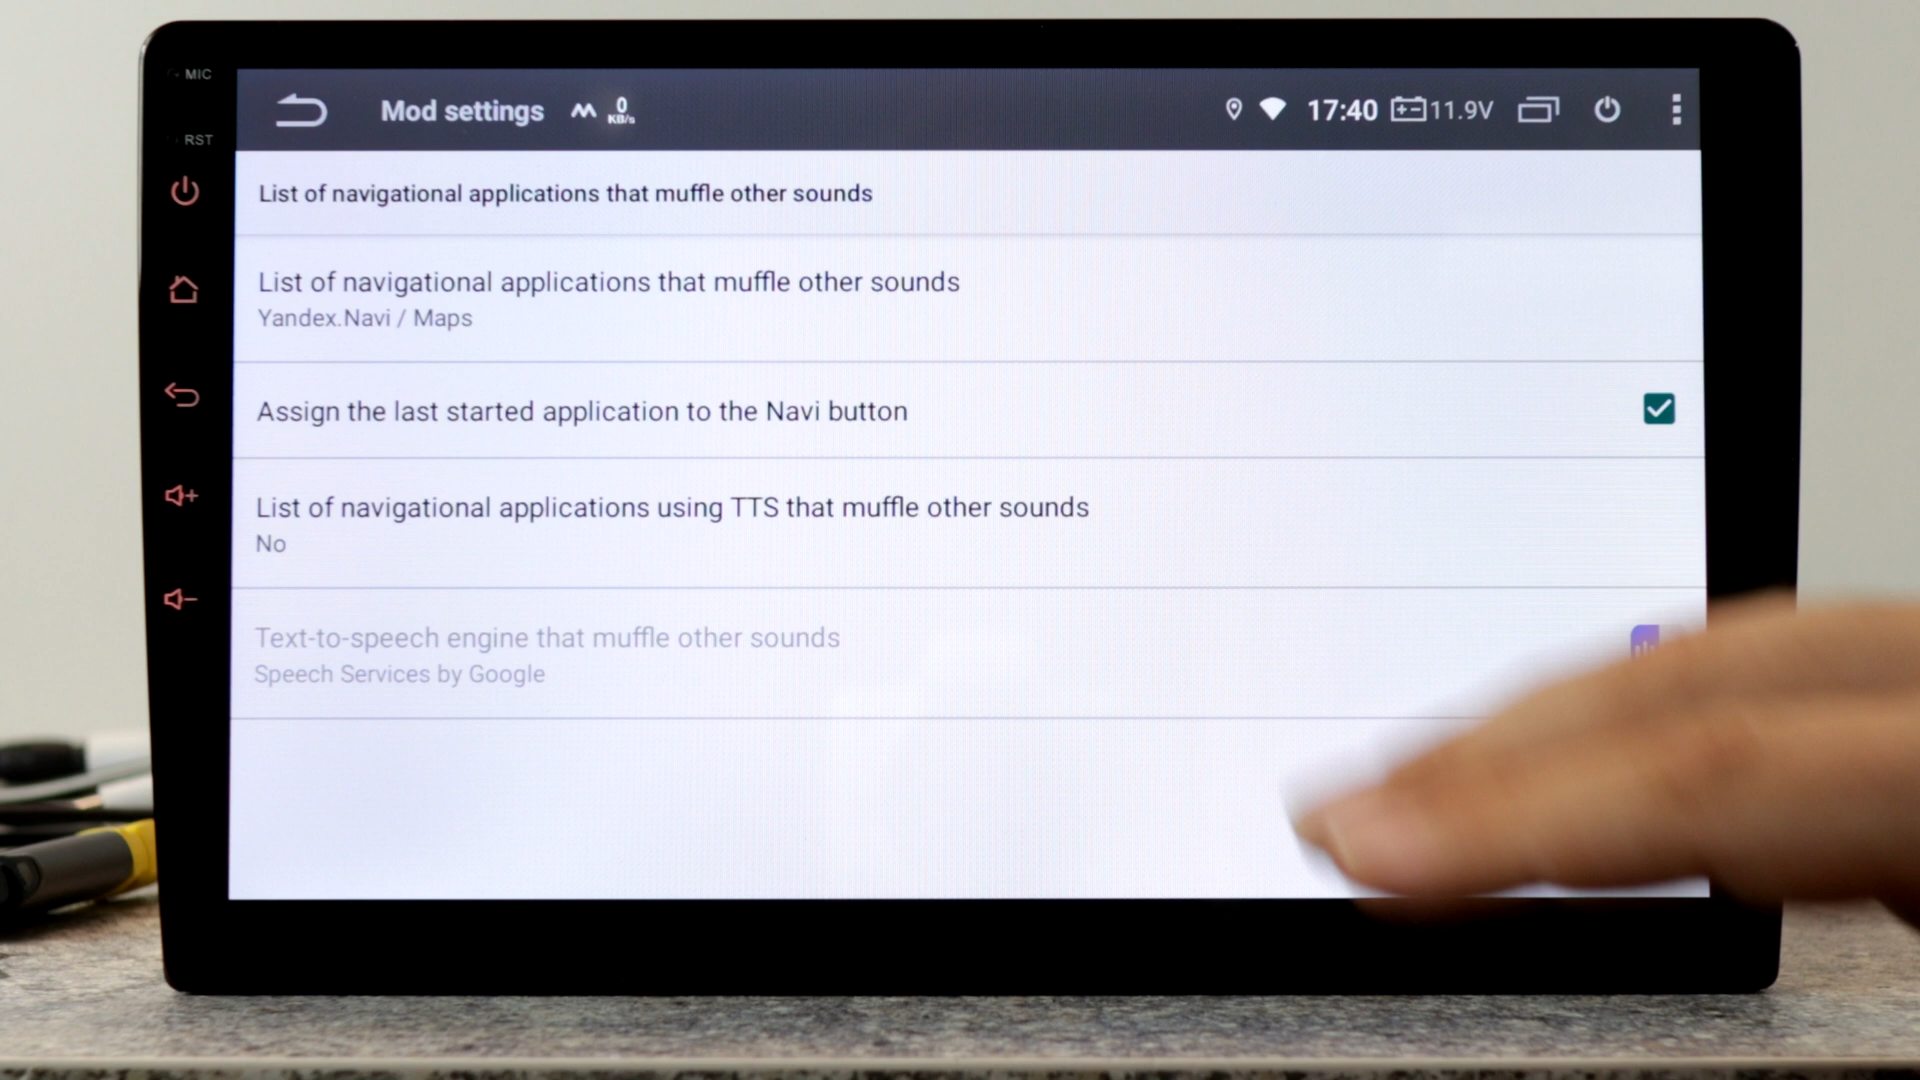 MIC
RST
Mod settings
0
KB/s
17:40
11.9V
List of navigational applications that muffle other sounds
List of navigational applications that muffle other sounds
Yandex.Navi / Maps
Assign the last started application to the Navi button
List of navigational applications using TTS that muffle other sounds
No
Text-to-speech engine that muffle other sounds
Speech Services by Google